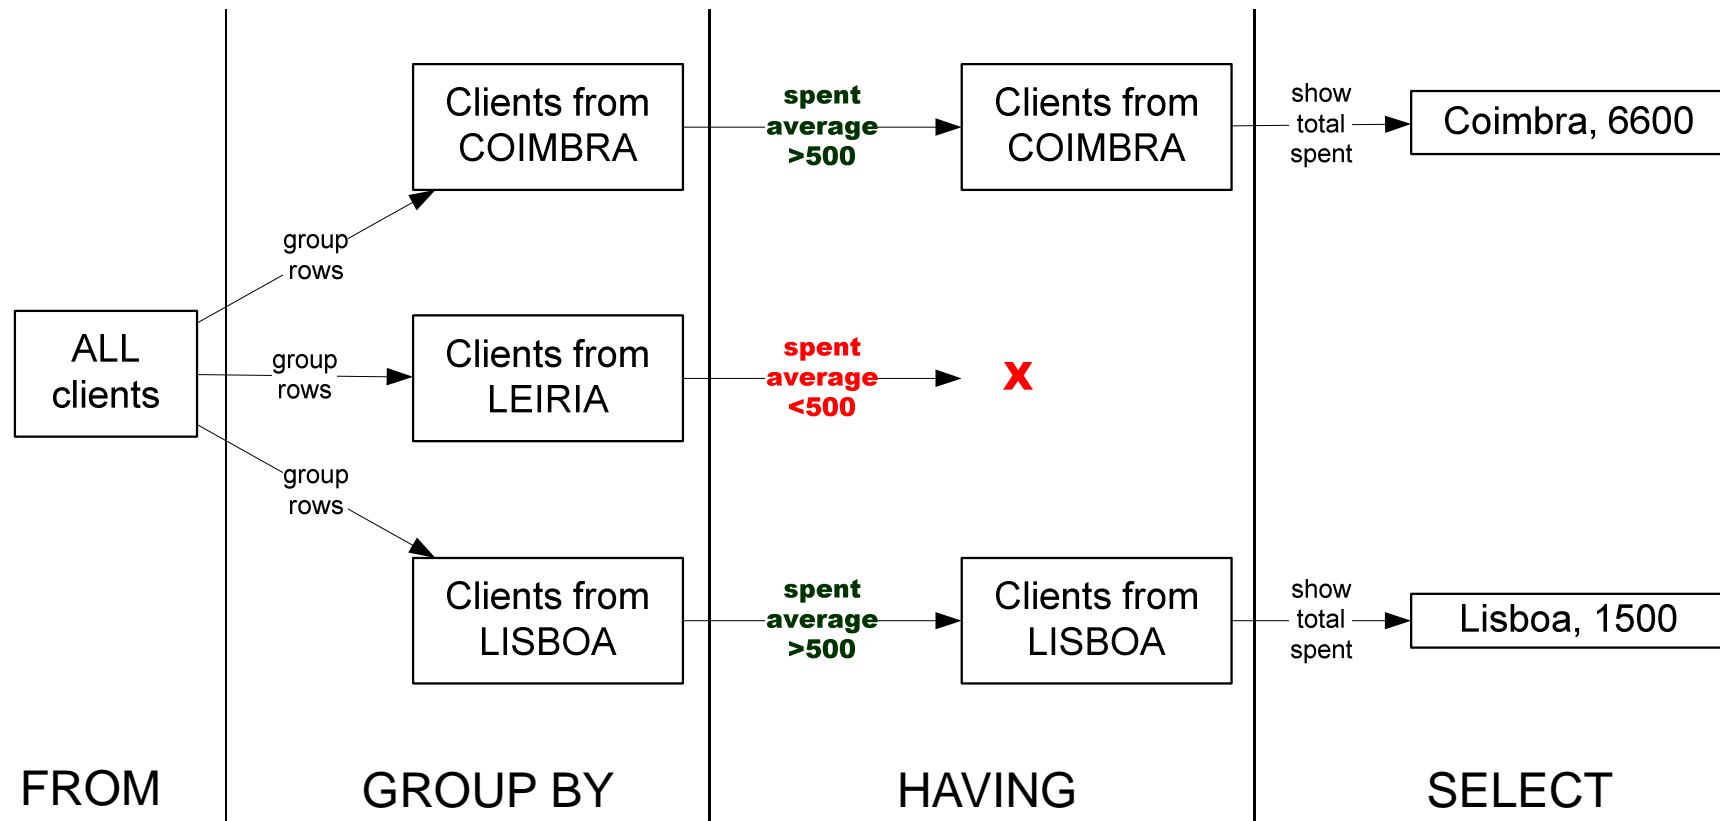 ALL
clients
group
rows
group
rows
group
rows
Clients from
COIMBRA
Clients from
LEIRIA
Clients from
LISBOA
spent
average
>500
spent
average
<500
spent
average
>500
Clients from
COIMBRA
X
Clients from
LISBOA
show
total
spent
show
total
spent
Coimbra, 6600
Lisboa, 1500
FROM
GROUP BY
HAVING
SELECT